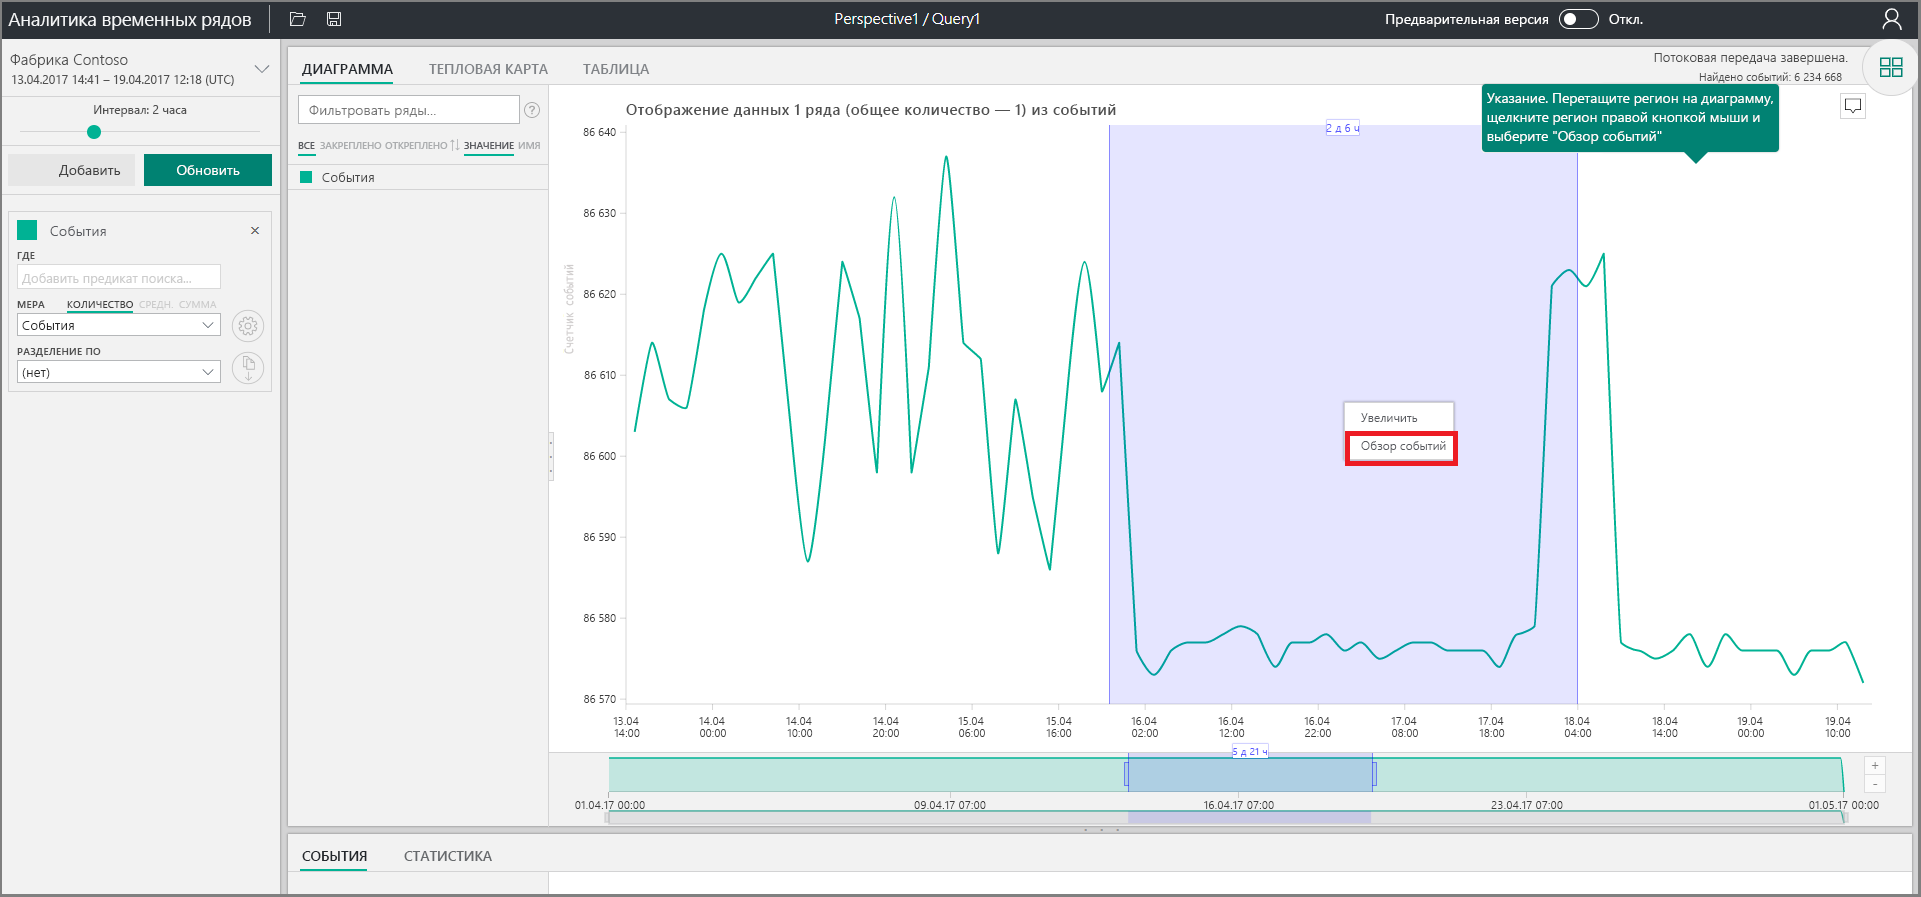 Аналитика временных рядов
Perspective1 / Query1
Предварительная версия
Откл.
Фабрика Contoso
13.04.2017 14:41 – 19.04.2017 12:18 (UTC)
Интервал: 2 часа
Добавить
Обновить
События
ГДЕ
Добавить предикат поиска...
МЕРА КОЛИЧЕСТВО СРЕДН. СУММА
События
РАЗДЕЛЕНИЕ ПО
(нет)
ДИАГРАММА
ТЕПЛОВАЯ КАРТА
ТАБЛИЦА
Потоковая передача завершена.
Найдено событий: 6 234 668
Фильтровать ряды...
?
ВСЕ ЗАКРЕПЛЕНО ОТКРЕПЛЕНО ЗНАЧЕНИЕ ИМЯ
События
Отображение данных 1 ряда (общее количество — 1) из событий
Указание. Перетащите регион на диаграмму,
щелкните регион правой кнопкой мыши и
выберите "Обзор событий"
2 д 6 ч
Счетчик событий
86 640
86 630
86 620
86 610
86 600
86 590
86 580
86 570
Увеличить
Обзор событий
13.04 14.04 14.04 14.04 15.04 15.04 16.04 16.04 16.04 17.04 17.04 18.04 18.04 19.04 19.04
14:00 00:00 10:00 20:00 06:00 16:00 02:00 12:00 22:00 08:00 18:00 04:00 14:00 00:00 10:00
5 д 21 ч
+
-
01.04.17 00:00 09.04.17 07:00 16.04.17 07:00 23.04.17 07:00 01.05.17 00:00
СОБЫТИЯ
СТАТИСТИКА